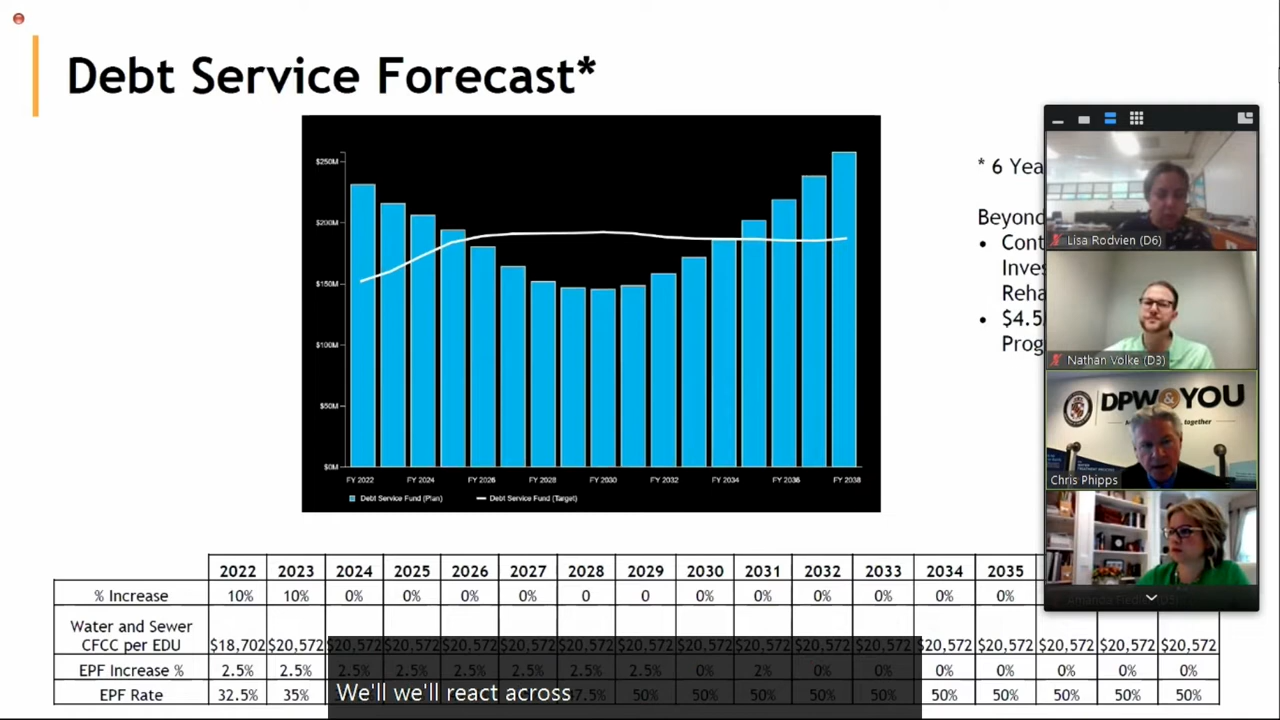 Debt Service Forecast*
$250M
$200M
$150M
$100M
$50M
$0M
FY 2022 FY 2024 FY 2026 FY 2028 FY 2030 FY 2032 FY 2034 FY 2036 FY 2038
Debt Service Fund (Plan) Debt Service Fund (Target)
* 6 Yea
Beyond
• Cont
Inves
Reha
• $4.5
Prog
Lisa Rodvien (D6)
Nathan Volke (D3)
DPW & YOU
together
Chris Phipps
2022 2023 2024 2025 2026 2027 2028 2029 2030 2031 2032 2033 2034 2035
% Increase 10% 10% 0% 0% 0% 0% 0 0 0% 0% 0% 0% 0% 0%
Water and Sewer
CFCC per EDU $18,702 $20,572 $20,572 $20,572 $20,572 $20,572 $20,572 $20,572 $20,572 $20,572 $20,572 $20,572 $20,572 $20,572 $20,572 $20,572 $20,572
EPF Increase % 2.5% 2.5% 2.5% 2.5% 2.5% 2.5% 2.5% 2.5% 0% 2% 0% 0% 0% 0% 0% 0% 0%
EPF Rate 32.5% 35% 7.5% 50% 50% 50% 50% 50% 50% 50% 50% 50% 50%
We'll we'll react across